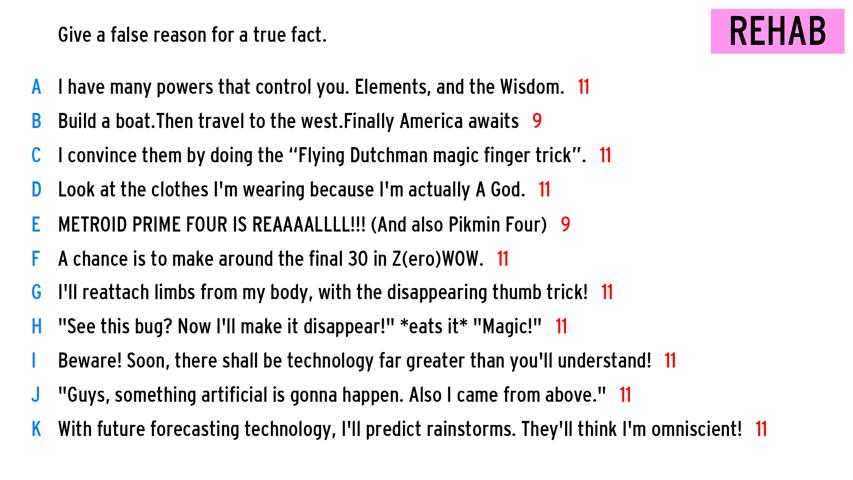 Give a false reason for a true fact.
REHAB
A I have many powers that control you. Elements, and the Wisdom. 11
B Build a boat.Then travel to the west.Finally America awaits 9
C I convince them by doing the “Flying Dutchman magic finger trick”. 11
D Look at the clothes I'm wearing because I'm actually A God. 11
E METROID PRIME FOUR IS REAAAALLLL!!! (And also Pikmin Four) 9
F A chance is to make around the final 30 in Z(ero)WOW. 11
G I'll reattach limbs from my body, with the disappearing thumb trick! 11
H "See this bug? Now I'll make it disappear!" *eats it* "Magic!" 11
I Beware! Soon, there shall be technology far greater than you'll understand! 11
J "Guys, something artificial is gonna happen. Also I came from above." 11
K With future forecasting technology, I'll predict rainstorms. They'll think I'm omniscient! 11